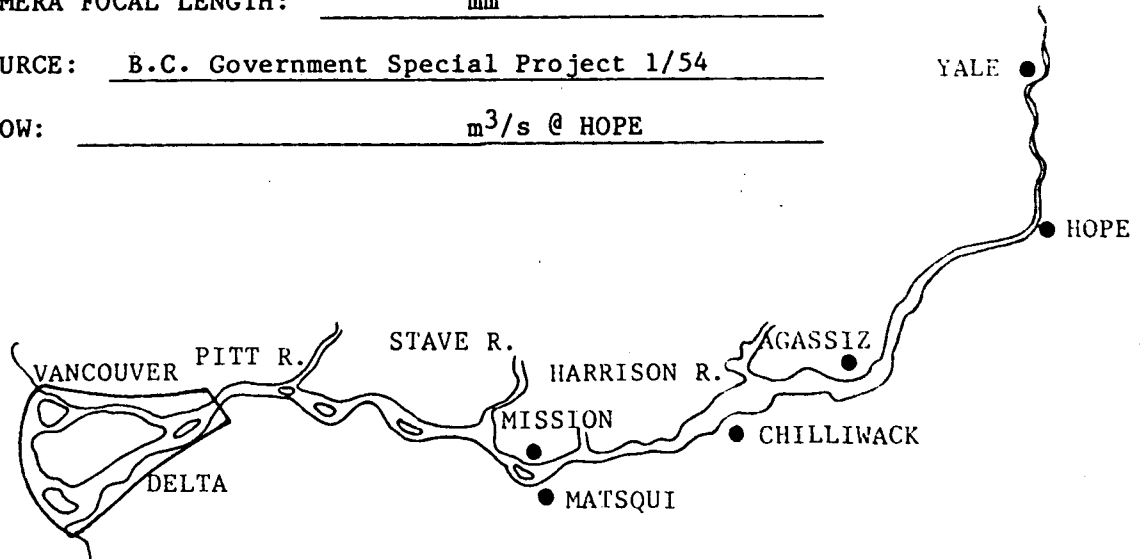 MERA FOCAL LENGTH: mm
URCE: B.C. Government Special Project 1/54
OW: m³/s @ HOPE
YALE
HOPE
AGASSIZ
STAVE R.
PITT R.
HARRISON R.
VANCOUVER
MISSION
CHILLIWACK
DELTA
MATSQUI